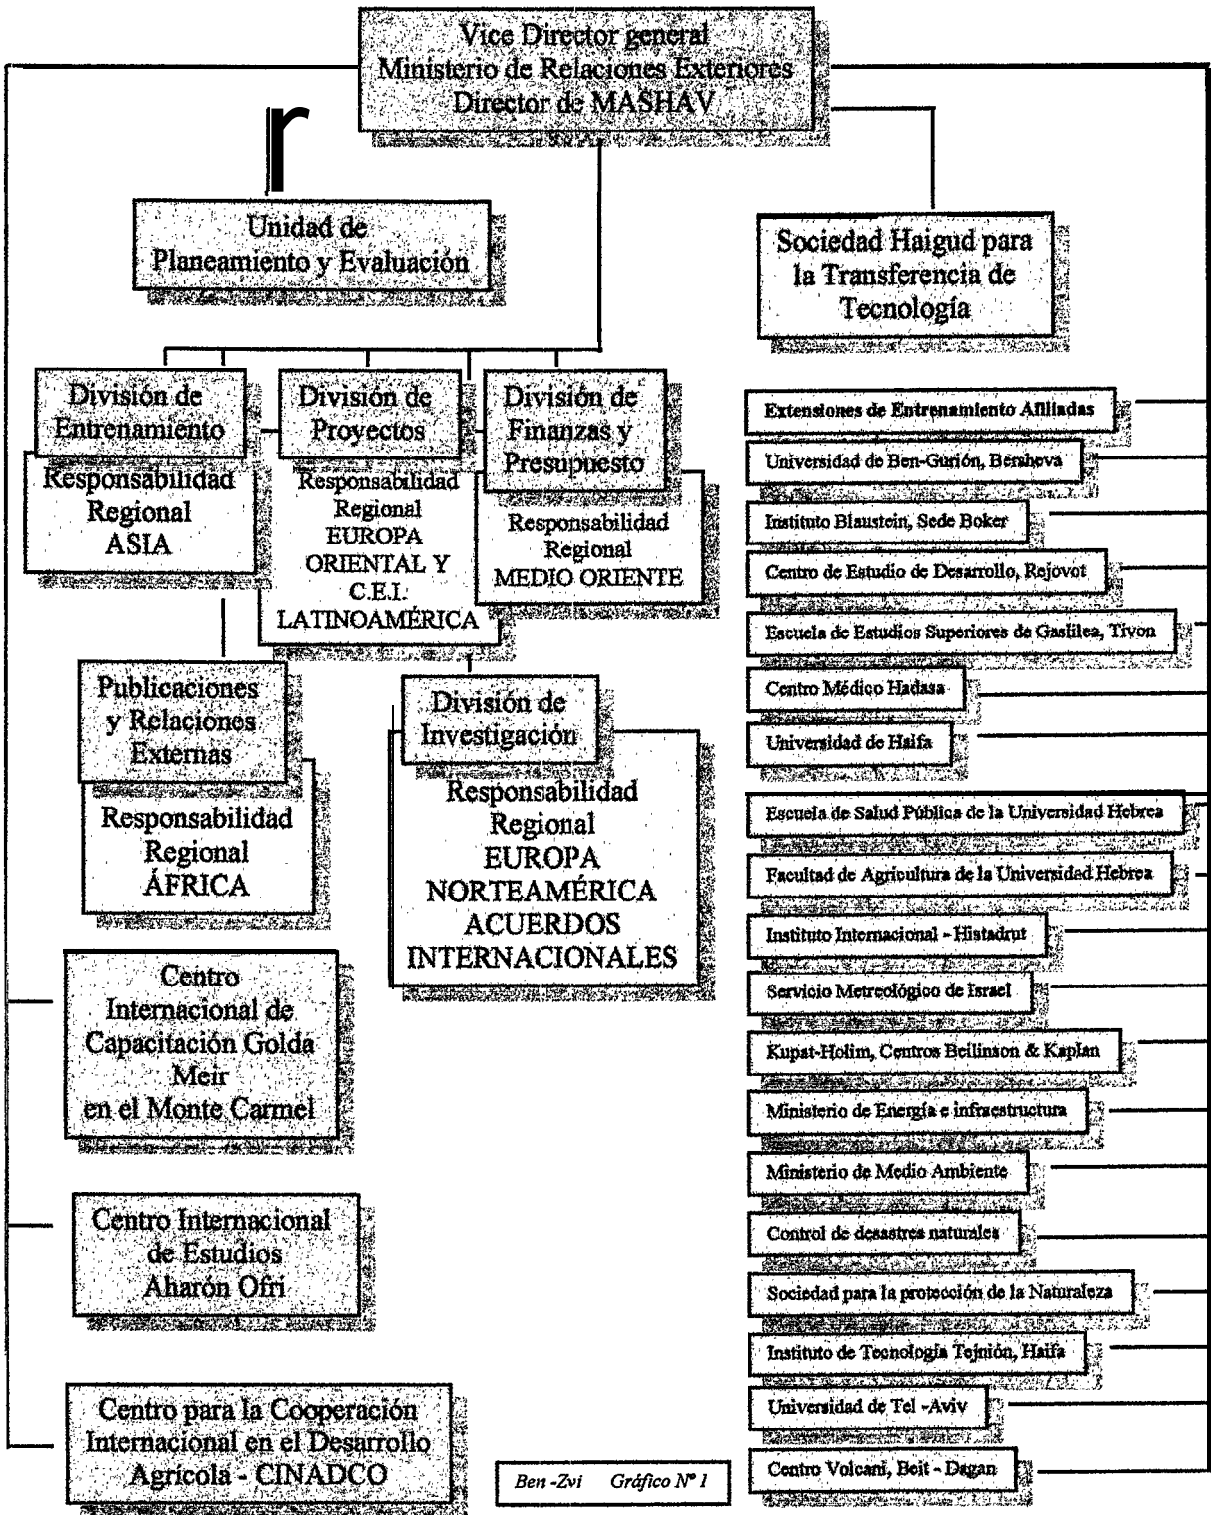 Vice Director general
Ministerio de Relaciones Exteriores
Director de MASHAV
r
Unidad de
Planeamiento y Evaluación
Sociedad Haigud para
la Transferencia de
Tecnología
División de
Entrenamiento
Responsabilidad
Regional
ASIA
División de
Proyectos
Responsabilidad
Regional
EUROPA
ORIENTAL Y
C.E.I.
LATINOAMÉRICA
División de
Finanzas y
Presupuesto
Responsabilidad
Regional
MEDIO ORIENTE
Publicaciones
y Relaciones
Externas
Responsabilidad
Regional
ÁFRICA
División de
Investigación
Responsabilidad
Regional
EUROPA
NORTEAMÉRICA
ACUERDOS
INTERNACIONALES
Centro
Internacional de
Capacitación Golda
Meir
en el Monte Carmel
Centro Internacional
de Estudios
Aharón Ofri
Centro para la Cooperación
Internacional en el Desarrollo
Agrícola - CINADCO
Extensiones de Entrenamiento Afiliadas
Universidad de Ben-Gurión, Bersheva
Instituto Blaustein, Sede Boker
Centro de Estudio de Desarrollo, Rejovot
Escuela de Estudios Superiores de Gaslilea, Tivon
Centro Médico Hadasa
Universidad de Haifa
Escuela de Salud Pública de la Universidad Hebrea
Facultad de Agricultura de la Universidad Hebrea
Instituto Internacional - Histadrut
Servicio Metreológico de Israel
Kupat-Holim, Centros Beilinson & Kaplan
Ministerio de Energía e infraestructura
Ministerio de Medio Ambiente
Control de desastres naturales
Sociedad para la protección de la Naturaleza
Instituto de Tecnología Tejnión, Haifa
Universidad de Tel -Aviv
Centro Volcani, Beit - Dagan
Ben -Zvi Gráfico Nº 1